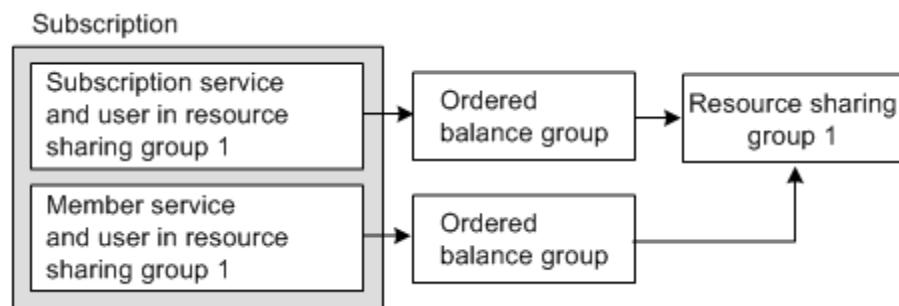 Subscription
Subscription service
and user in resource
sharing group 1
Ordered
balance group
Resource sharing
group 1
Member service
and user in resource
sharing group 1
Ordered
balance group